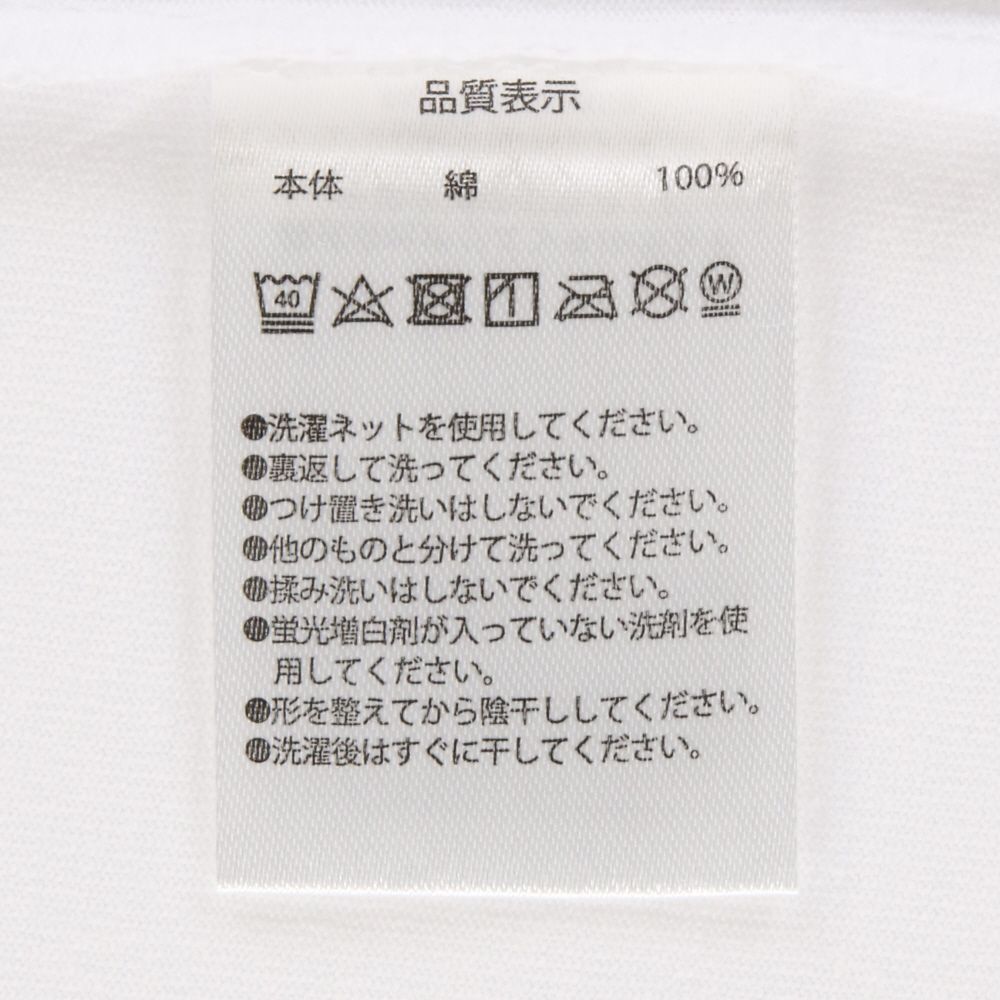 品質表示
本体 綿 100%
40 W
●洗濯ネットを使用してください。
●裏返して洗ってください。
●つけ置き洗いはしないでください。
●他のものと分けて洗ってください。
●揉み洗いはしないでください。
●蛍光増白剤が入っていない洗剤を使
用してください。
●形を整えてから陰干ししてください。
●洗濯後はすぐに干してください。